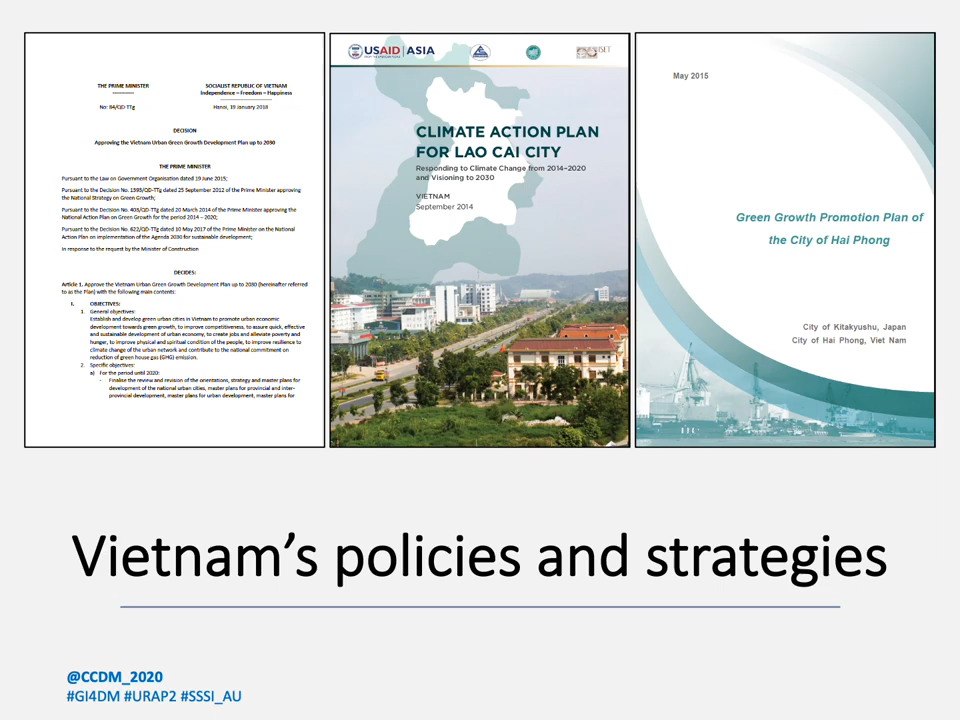 THE PRIME MINISTER
------------
No: 84/QD-TTg
SOCIALIST REPUBLIC OF VIETNAM
Independence – Freedom – Happiness
Hanoi, 19 January 2018
DECISION
Approving the Vietnam Urban Green Growth Development Plan up to 2030
THE PRIME MINISTER
Pursuant to the Law on Government Organisation dated 19 June 2015;
Pursuant to the Decision No. 1393/QD-TTg dated 25 September 2012 of the Prime Minister approving
the National Strategy on Green Growth;
Pursuant to the Decision No. 403/QD-TTg dated 20 March 2014 of the Prime Minister approving the
National Action Plan on Green Growth for the period 2014 – 2020;
Pursuant to the Decision No. 622/QD-TTg dated 10 May 2017 of the Prime Minister on the National
Action Plan on implementation of the Agenda 2030 for sustainable development;
In response to the request by the Minister of Construction
DECIDES:
Article 1. Approve the Vietnam Urban Green Growth Development Plan up to 2030 (hereinafter referred
to as the Plan) with the following main contents:
I. OBJECTIVES:
1. General objectives:
Establish and develop green urban cities in Vietnam to promote urban economic
development towards green growth, to improve competitiveness, to assure quick, effective
and sustainable development of urban economy, to create jobs and alleviate poverty and
hunger, to improve physical and spiritual condition of the people, to improve resilience to
climate change of the urban network and contribute to the national commitment on
reduction of green house gas (GHG) emission.
2. Specific objectives:
a) For the period until 2020:
- Finalise the review and revision of the orientations, strategy and master plans for
development of the national urban cities, master plans for provincial and inter-
provincial development, master plans for urban development, master plans for
USAID | ASIA
CLIMATE ACTION PLAN
FOR LAO CAI CITY
Responding to Climate Change from 2014–2020
and Visioning to 2030
VIETNAM
September 2014
May 2015
Green Growth Promotion Plan of
the City of Hai Phong
City of Kitakyushu, Japan
City of Hai Phong, Viet Nam
Vietnam’s policies and strategies
@CCDM_2020
#GI4DM #URAP2 #SSSI_AU